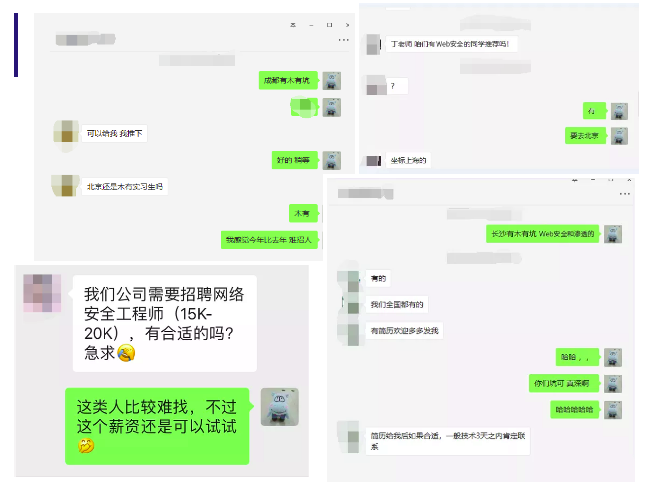 成都有木有坑
可以给我 我推下
好的 稍等
北京还是木有实习生吗
木有
我感觉今年比去年 难招人
丁老师 咱们有Web安全的同学推荐吗!
?
有
要去北京
坐标上海的
我们公司需要招聘网络
安全工程师（15K-
20K），有合适的吗?
急求
这类人比较难找，不过
这个薪资还是可以试试
长沙有木有坑 Web安全和渗透的
有的
我们全国都有的
有简历欢迎多多发我
哈哈，，
你们坑可 真深啊
哈哈哈哈哈
简历给我后如果合适，一般技术3天之内肯定联
系